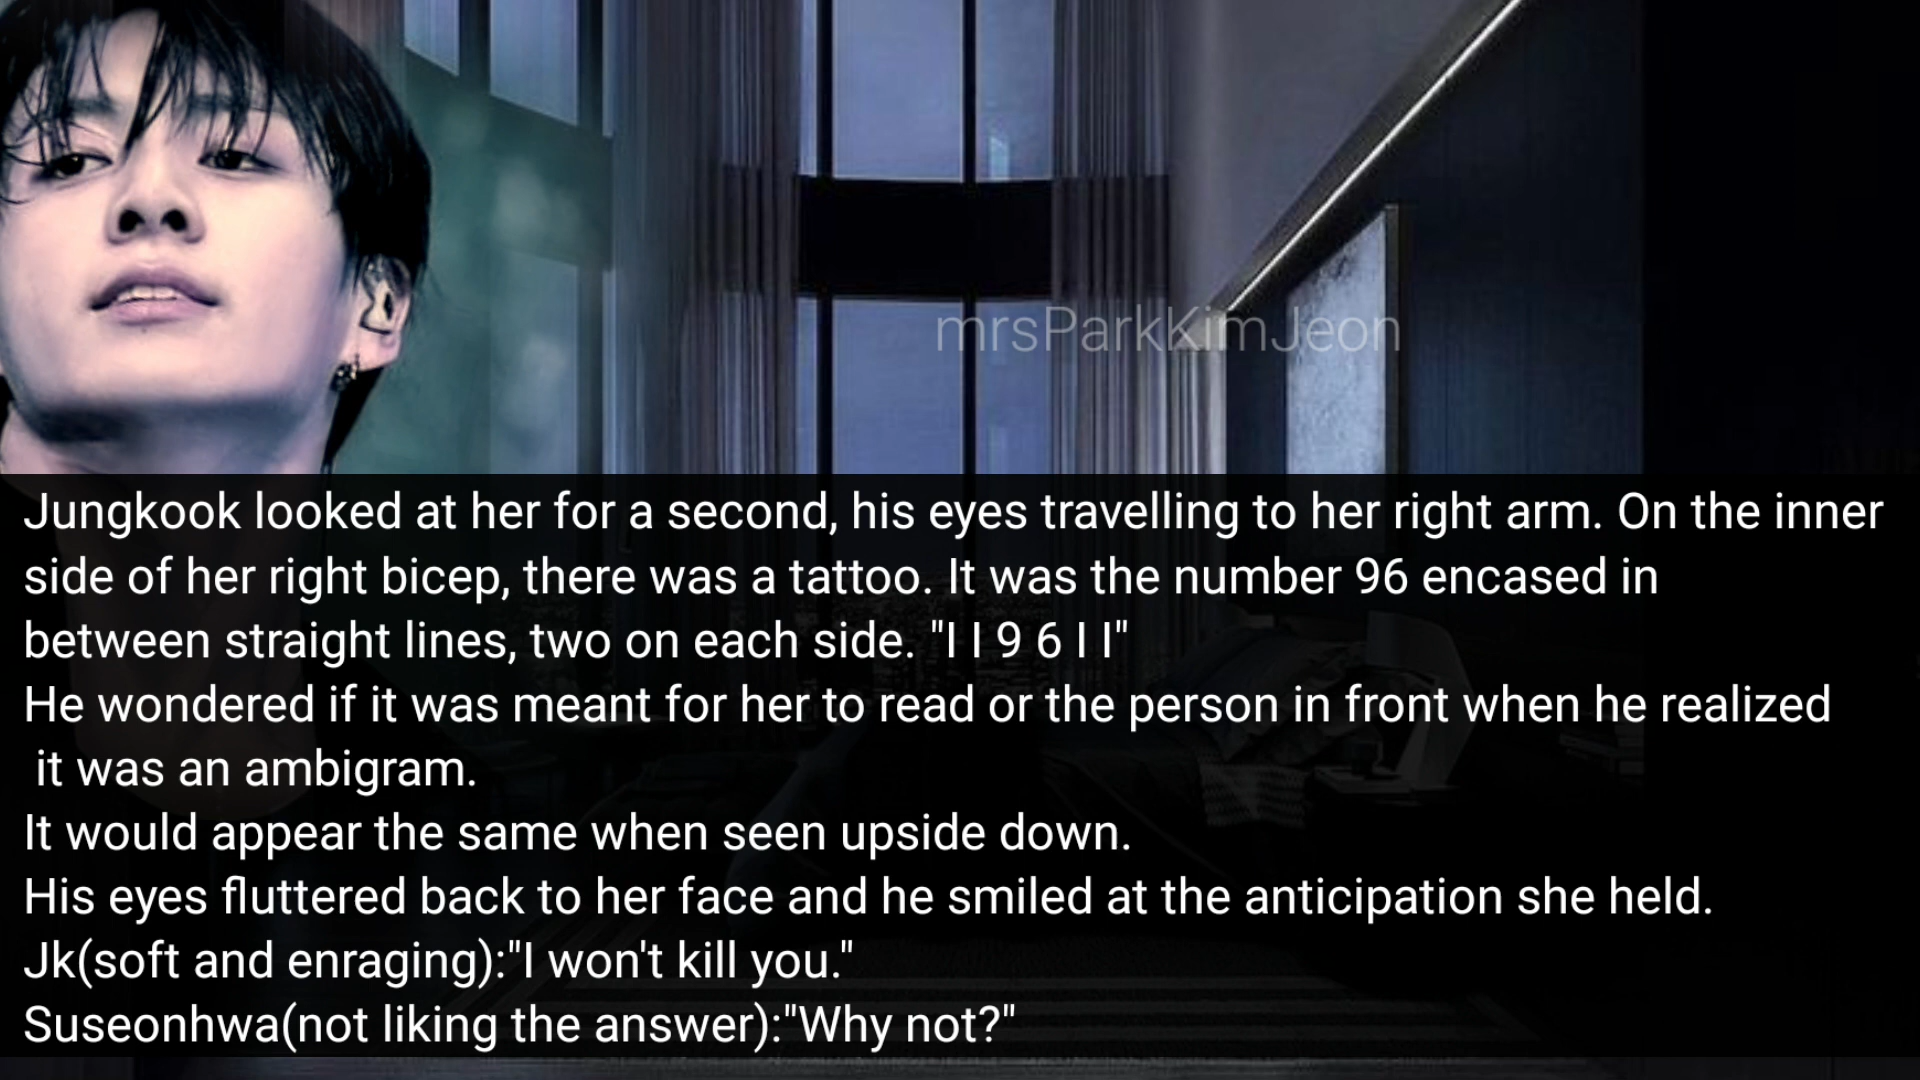 mrsParkKimJeon
Jungkook looked at her for a second, his eyes travelling to her right arm. On the inner
side of her right bicep, there was a tattoo. It was the number 96 encased in
between straight lines, two on each side. "I I 9 6 I I"
He wondered if it was meant for her to read or the person in front when he realized
it was an ambigram.
It would appear the same when seen upside down.
His eyes fluttered back to her face and he smiled at the anticipation she held.
Jk(soft and enraging):"I won't kill you."
Suseonhwa(not liking the answer):"Why not?"